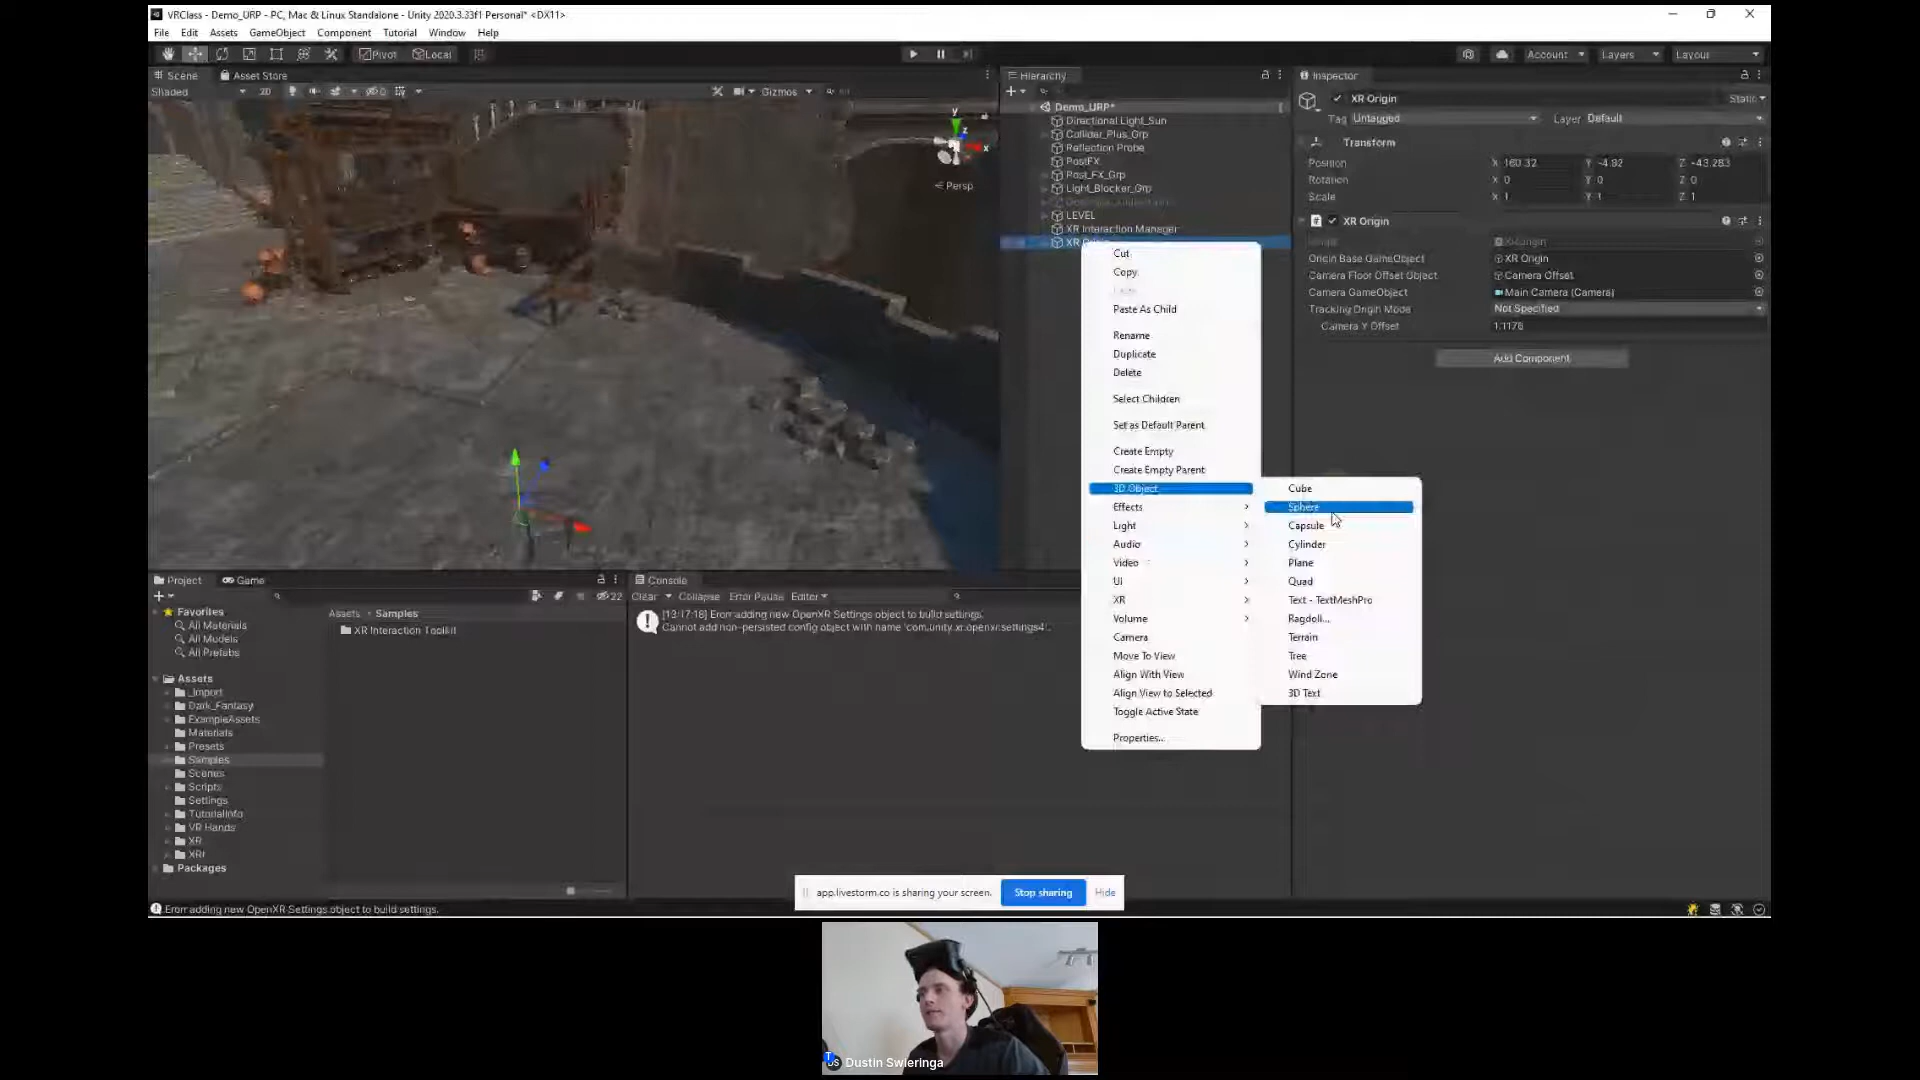 VRClass - Demo_URP - PC, Mac & Linux Standalone - Unity 2020.3.33f1 Personal* <DX11>
File Edit Assets GameObject Component Tutorial Window Help
Pivot Local
Account Layers Layout
Scene Asset Store
Shaded 2D Gizmos
y
z
x
Persp
Hierarchy
Demo_URP*
Directional Light_Sun
Collider_Plus_Grp
Reflection Probe
PostFX
Post_FX_Grp
Light_Blocker_Grp
LEVEL
XR Interaction Manager
Cut
Copy
Paste As Child
Rename
Duplicate
Delete
Select Children
Set as Default Parent
Create Empty
Create Empty Parent
3D Object
Effects
Light
Audio
Video
UI
XR
Volume
Camera
Move To View
Align With View
Align View to Selected
Toggle Active State
Properties...
Cube
Sphere
Capsule
Cylinder
Plane
Quad
Text - TextMeshPro
Ragdoll...
Terrain
Tree
Wind Zone
3D Text
Inspector
XR Origin Static
Tag Untagged Layer Default
Transform
Position X 160.32 Y -4.92 Z -43.283
Rotation X 0 Y 0 Z 0
Scale X 1 Y 1 Z 1
XR Origin
Origin Base GameObject XR Origin
Camera Floor Offset Object Camera Offset
Camera GameObject Main Camera (Camera)
Tracking Origin Mode Not Specified
Camera Y Offset 1.1176
Add Component
Project Game
22
Favorites
All Materials
All Models
All Prefabs
Assets
_Import
Dark_Fantasy
ExampleAssets
Materials
Presets
Samples
Scenes
Scripts
Settings
TutorialInfo
VR Hands
XR
XRI
Packages
Assets > Samples
XR Interaction Toolkit
Console
Clear Collapse Error Pause Editor
[13:17:18] Error adding new OpenXR Settings object to build settings.
Cannot add non-persisted config object with name 'com.unity.xr.openxr.settings4'.
app.livestorm.co is sharing your screen. Stop sharing Hide
Error adding new OpenXR Settings object to build settings.
Dustin Swieringa